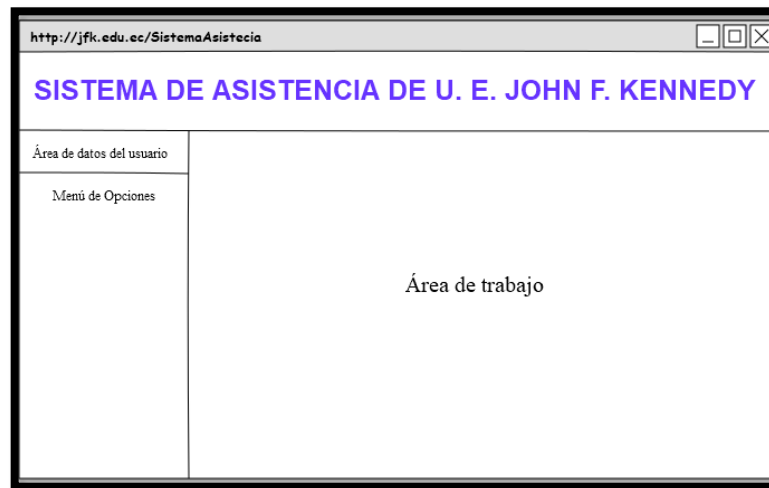 http://jfk.edu.ec/SistemaAsistecia
SISTEMA DE ASISTENCIA DE U. E. JOHN F. KENNEDY
Área de datos del usuario
Menú de Opciones
Área de trabajo